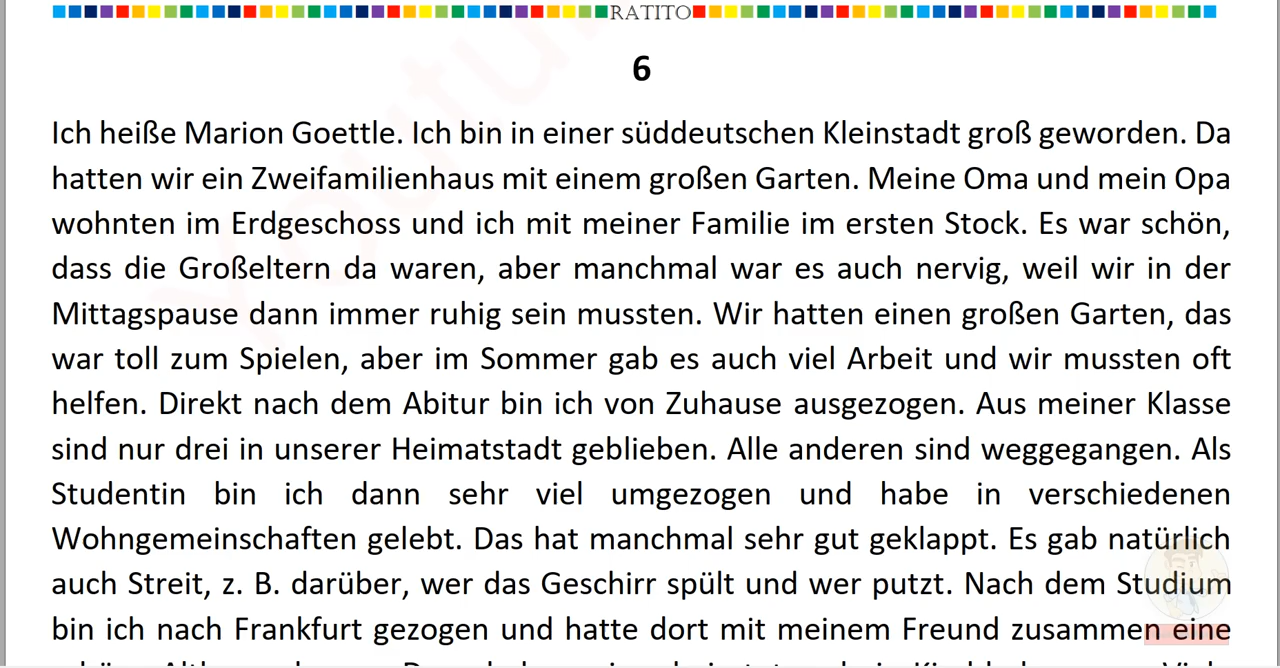 RATITO
6
Ich heiße Marion Goettle. Ich bin in einer süddeutschen Kleinstadt groß geworden. Da
hatten wir ein Zweifamilienhaus mit einem großen Garten. Meine Oma und mein Opa
wohnten im Erdgeschoss und ich mit meiner Familie im ersten Stock. Es war schön,
dass die Großeltern da waren, aber manchmal war es auch nervig, weil wir in der
Mittagspause dann immer ruhig sein mussten. Wir hatten einen großen Garten, das
war toll zum Spielen, aber im Sommer gab es auch viel Arbeit und wir mussten oft
helfen. Direkt nach dem Abitur bin ich von Zuhause ausgezogen. Aus meiner Klasse
sind nur drei in unserer Heimatstadt geblieben. Alle anderen sind weggegangen. Als
Studentin bin ich dann sehr viel umgezogen und habe in verschiedenen
Wohngemeinschaften gelebt. Das hat manchmal sehr gut geklappt. Es gab natürlich
auch Streit, z. B. darüber, wer das Geschirr spült und wer putzt. Nach dem Studium
bin ich nach Frankfurt gezogen und hatte dort mit meinem Freund zusammen eine